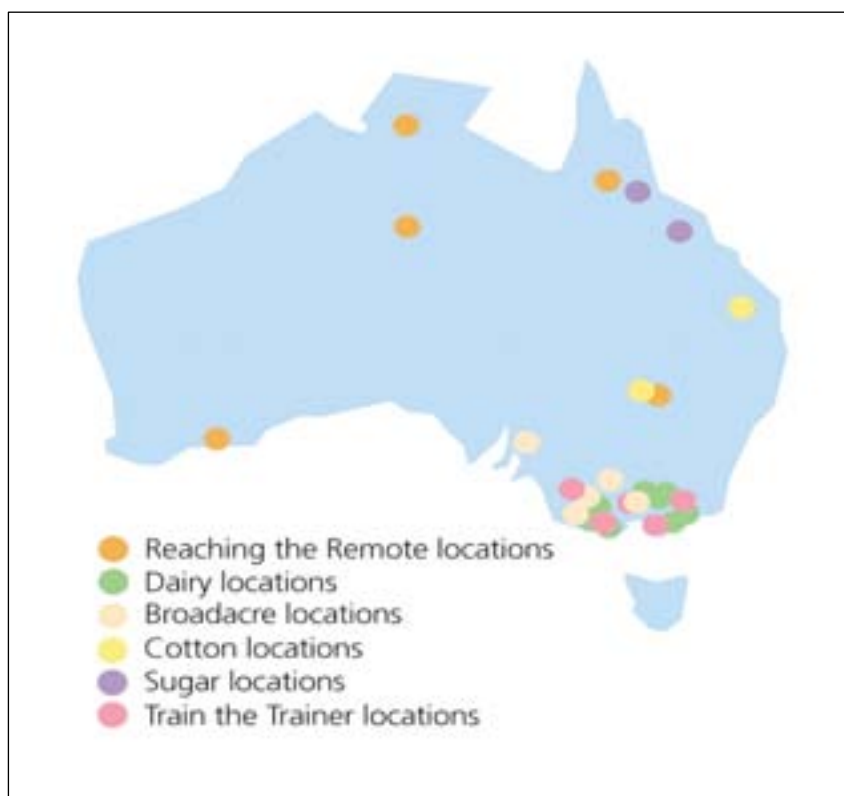 Reaching the Remote locations
Dairy locations
Broadacre locations
Cotton locations
Sugar locations
Train the Trainer locations